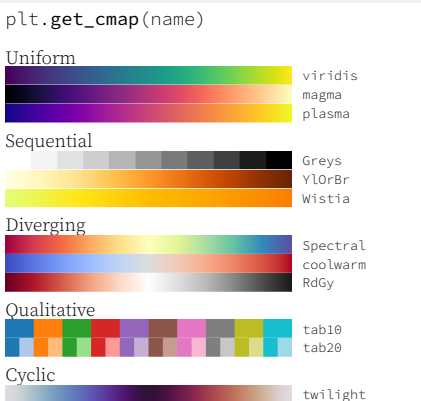 plt.get_cmap(name)
Uniform
viridis
magma
plasma
Sequential
Greys
YlOrBr
Wistia
Diverging
Spectral
coolwarm
RdGy
Qualitative
tab10
tab20
Cyclic
twilight